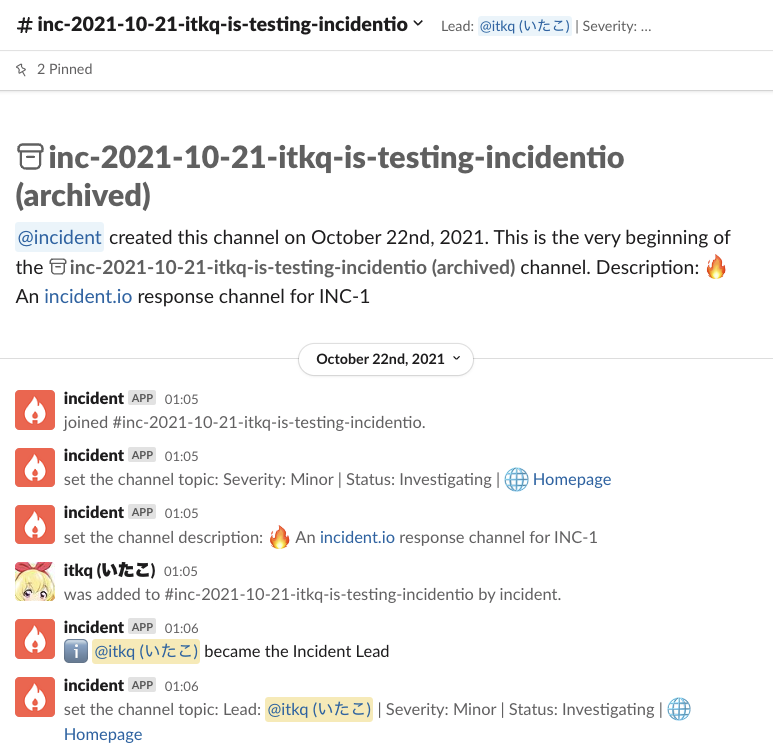 # inc-2021-10-21-itkq-is-testing-incidentio Lead: @itkq (いたこ) | Severity: ...
2 Pinned
inc-2021-10-21-itkq-is-testing-incidentio
(archived)
@incident created this channel on October 22nd, 2021. This is the very beginning of
the inc-2021-10-21-itkq-is-testing-incidentio (archived) channel. Description: 🔥
An incident.io response channel for INC-1
October 22nd, 2021
incident APP 01:05
joined #inc-2021-10-21-itkq-is-testing-incidentio.
incident APP 01:05
set the channel topic: Severity: Minor | Status: Investigating | 🌐 Homepage
incident APP 01:05
set the channel description: 🔥 An incident.io response channel for INC-1
itkq (いたこ) 01:05
was added to #inc-2021-10-21-itkq-is-testing-incidentio by incident.
incident APP 01:06
ℹ️ @itkq (いたこ) became the Incident Lead
incident APP 01:06
set the channel topic: Lead: @itkq (いたこ) | Severity: Minor | Status: Investigating | 🌐
Homepage